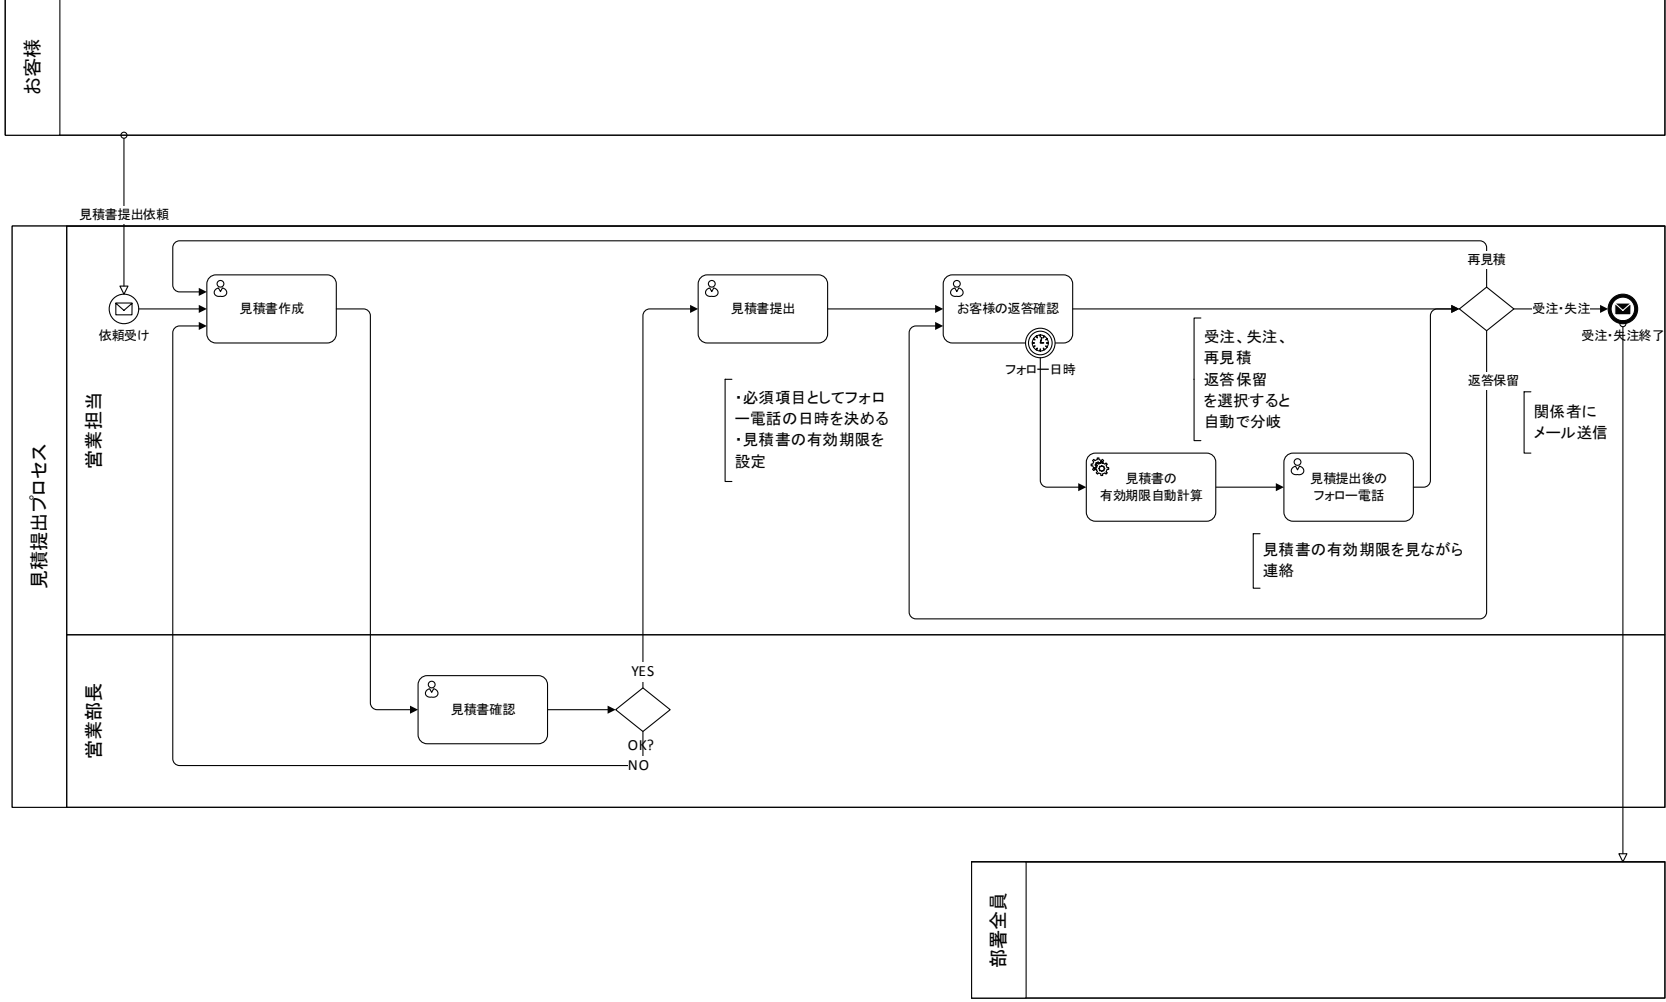 お客様
見積書提出依頼
見積提出プロセス
営業担当
依頼受け
見積書作成
見積書提出
・必須項目としてフォロ
ー電話の日時を決める
・見積書の有効期限を
設定
お客様の返答確認
フォロー日時
受注、失注、
再見積
返答保留
を選択すると
自動で分岐
見積書の
有効期限自動計算
見積提出後の
フォロー電話
見積書の有効期限を見ながら
連絡
再見積
受注・失注
受注・失注終了
返答保留
関係者に
メール送信
営業部長
見積書確認
YES
OK?
NO
部署全員